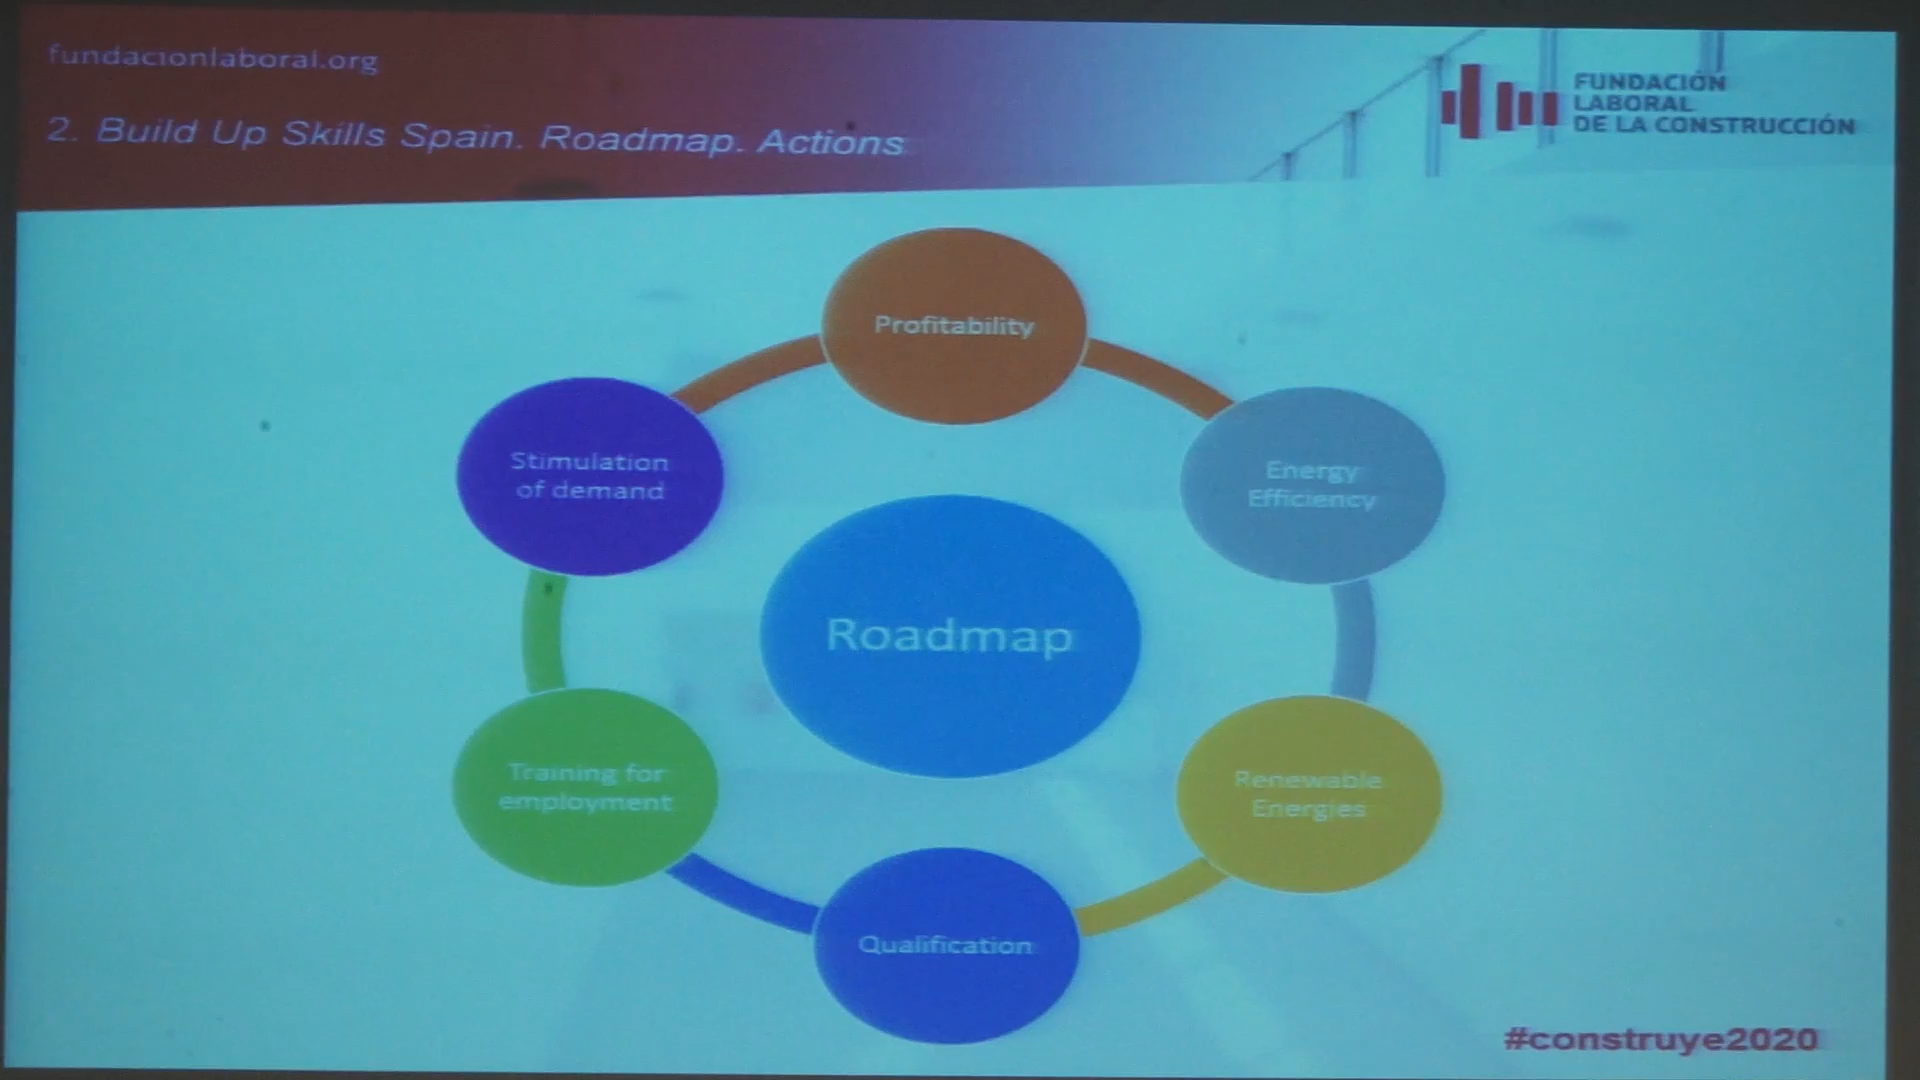 fundacionlaboral.org
FUNDACIÓN
LABORAL
DE LA CONSTRUCCIÓN
2. Build Up Skills Spain. Roadmap. Actions
Profitability
Stimulation
of demand
Energy
Efficiency
Roadmap
Training for
employment
Renewable
Energies
Qualification
#construye2020